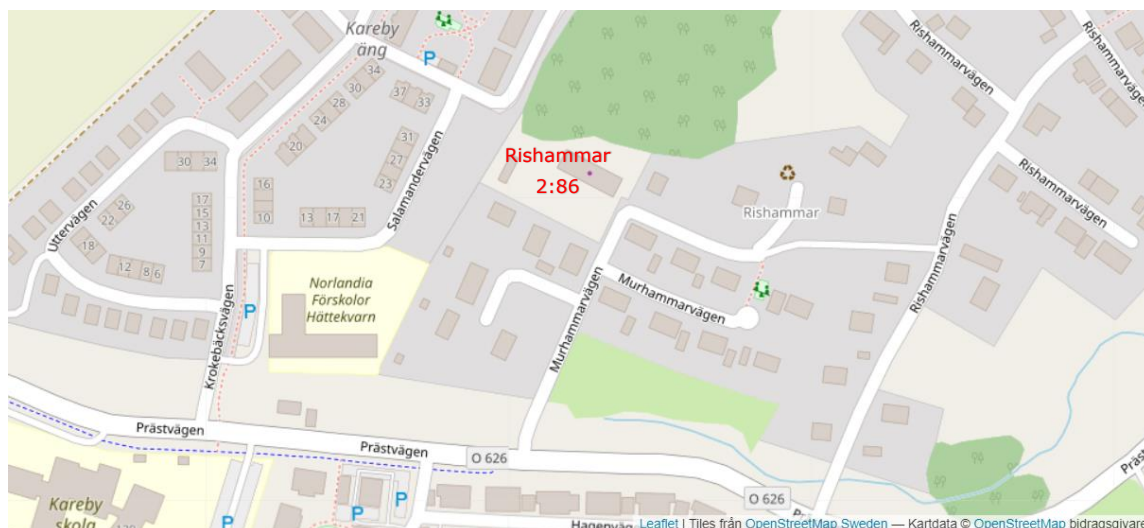 Kareby
äng
P
Rishammarvägen
Rishammarvägen
34
30
28
24
20
37
33
31
27
23
Salamandervägen
Rishammar
2:86
Rishammarvägen
30
34
16
10
13
17
21
Uttervägen
26
22
18
12
8
6
17
15
13
11
9
7
Rishammar
Rishammarvägen
Murhammarvägen
Murhammarvägen
Norlandia
Förskolor
Hättekvarn
P
Krokebäcksvägen
Prästvägen
Prästvägen
O 626
O 626
Kareby
skola
P
P
P
Leaflet | Tiles från OpenStreetMap Sweden — Kartdata © OpenStreetMap bidragsgivare